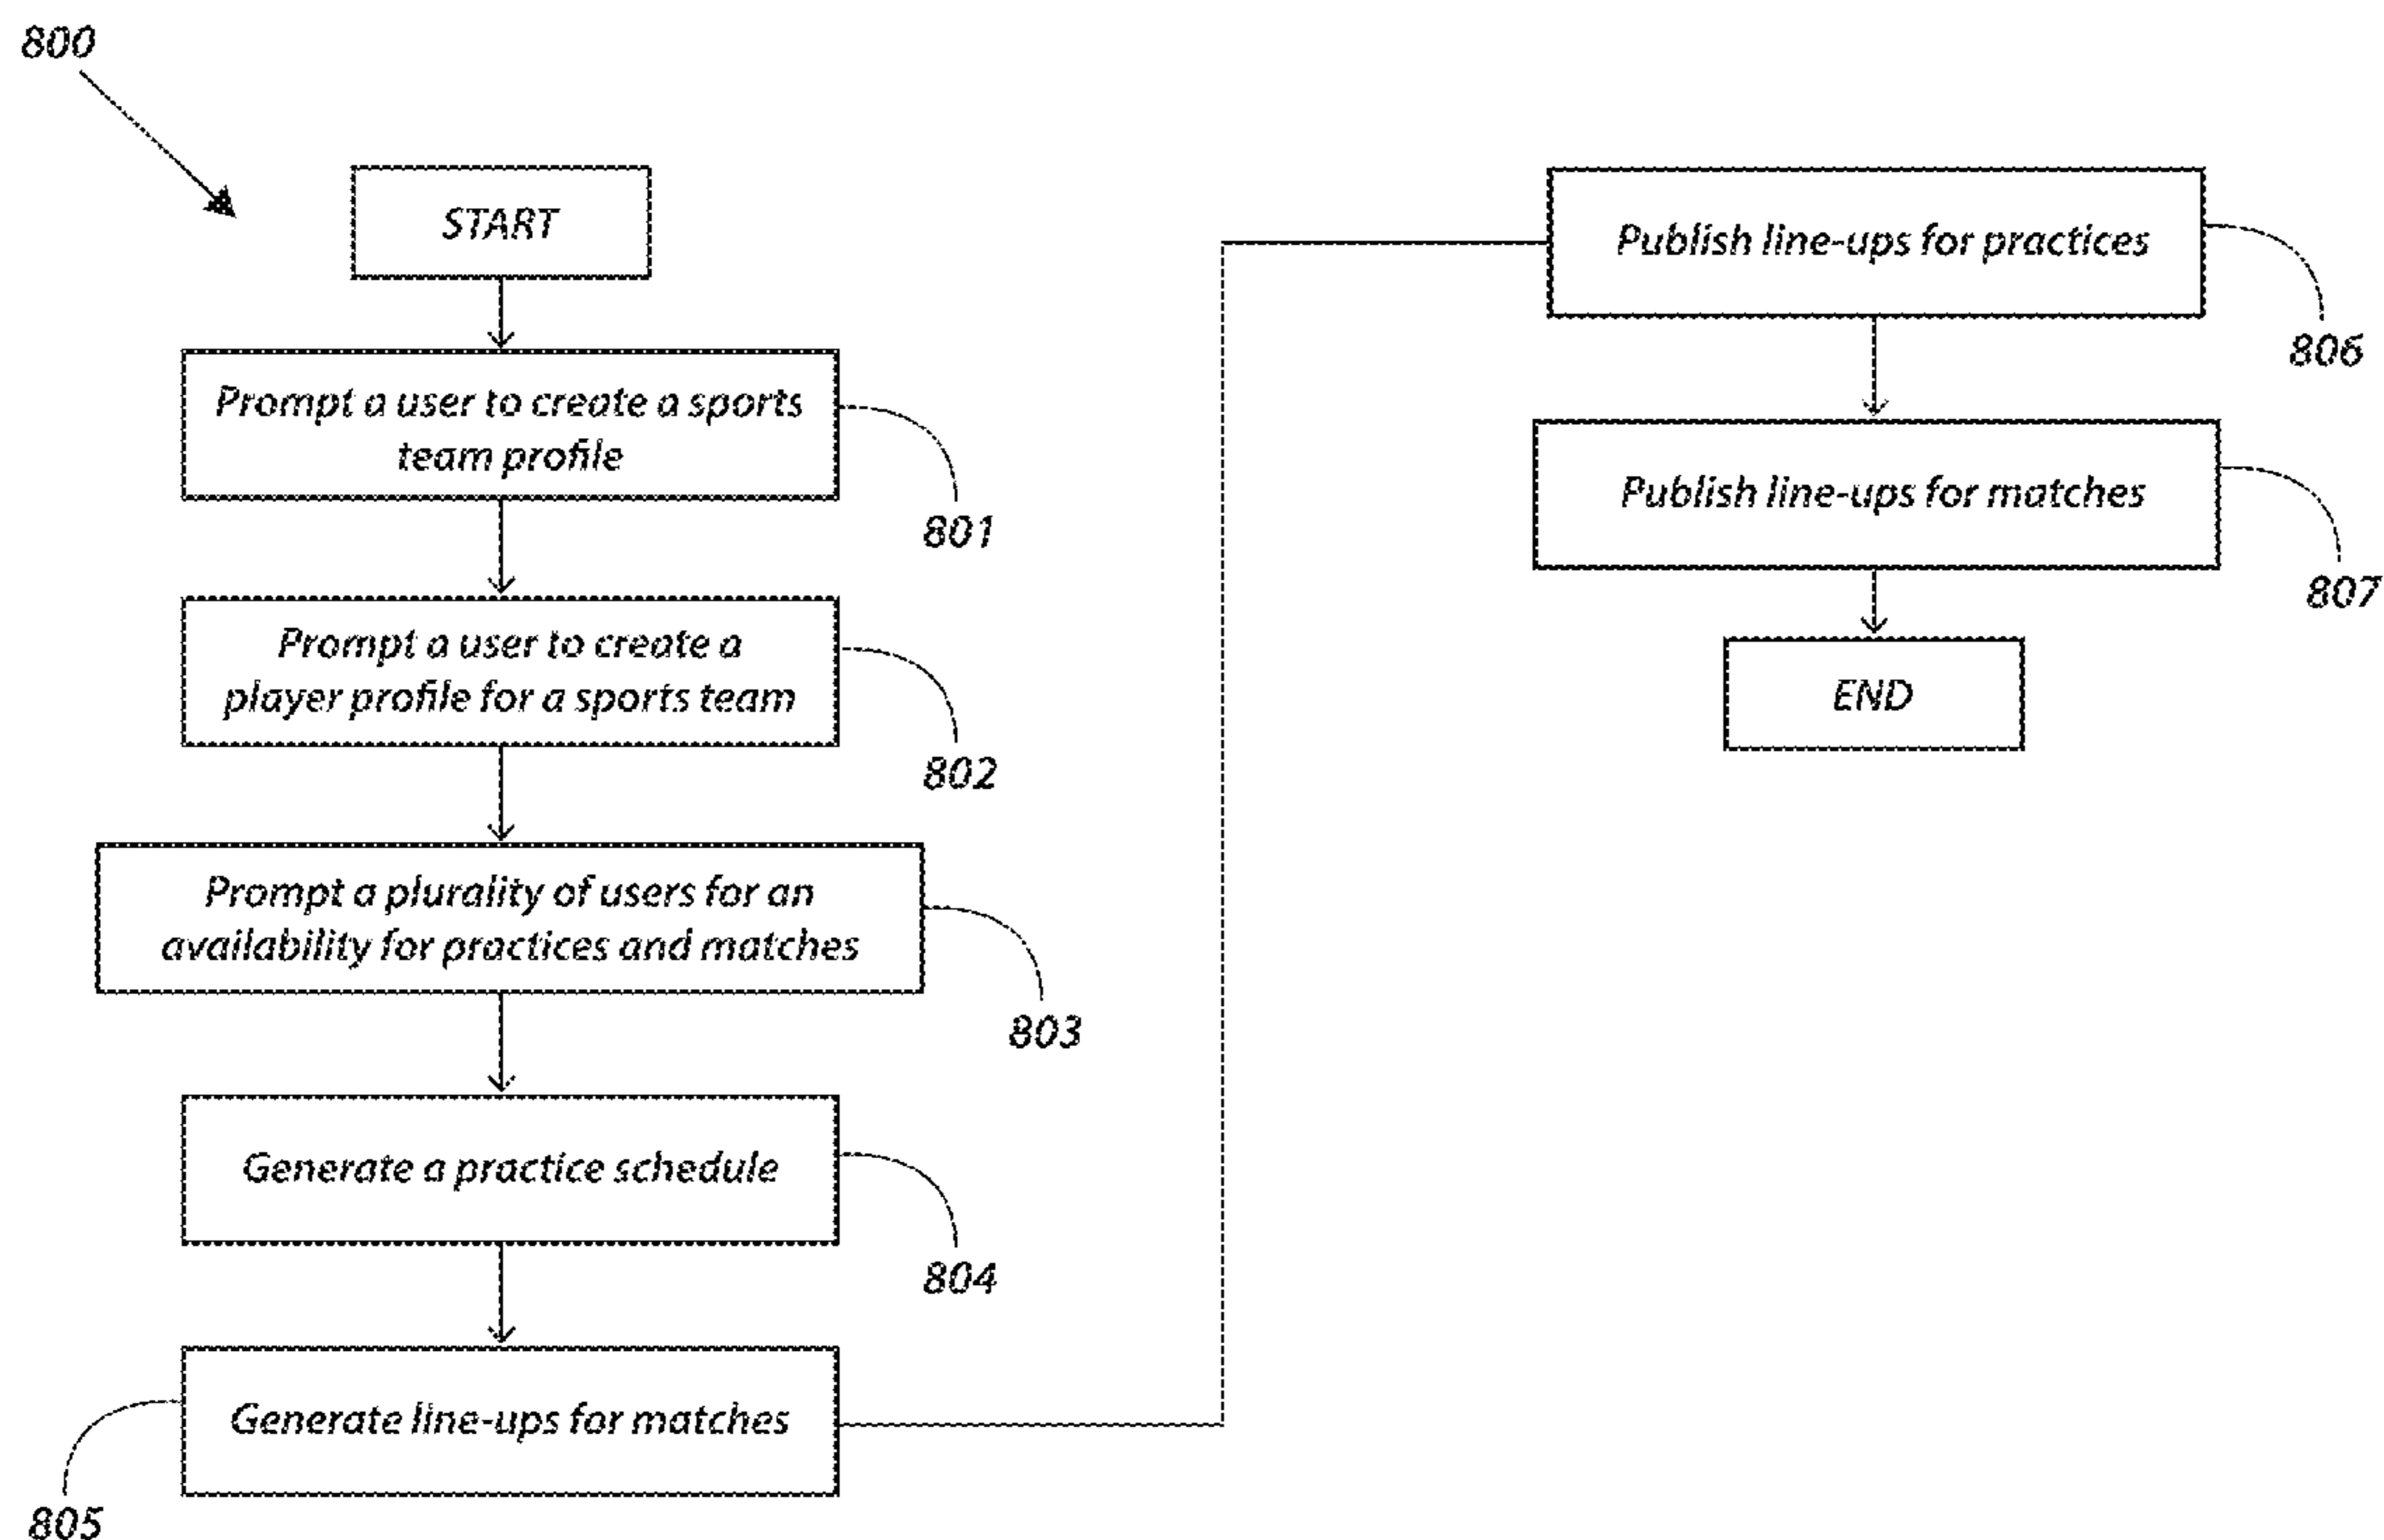 800
START
Prompt a user to create a sports
team profile
801
Prompt a user to create a
player profile for a sports team
802
Prompt a plurality of users for an
availability for practices and matches
803
Generate a practice schedule
804
Generate line-ups for matches
805
Publish line-ups for practices
806
Publish line-ups for matches
807
END